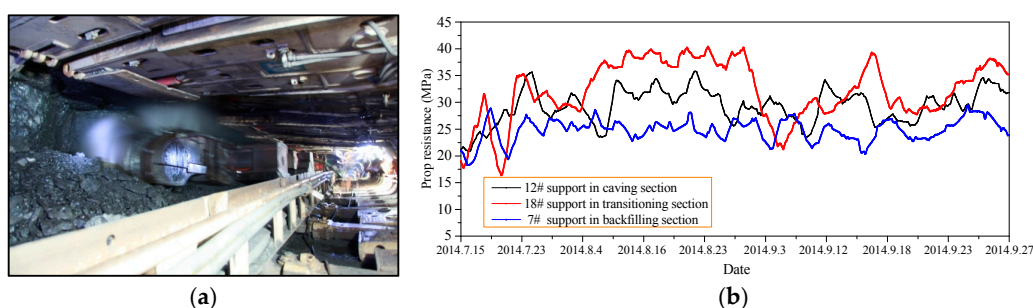 45
40
35
30
25
20
15
10
5
Prop resistance (MPa)
12# support in caving section
18# support in transitioning section
7# support in backfilling section
2014.7.15 2014.7.23 2014.8.4 2014.8.16 2014.8.23 2014.9.3 2014.9.12 2014.9.18 2014.9.23 2014.9.27
Date
(a) (b)